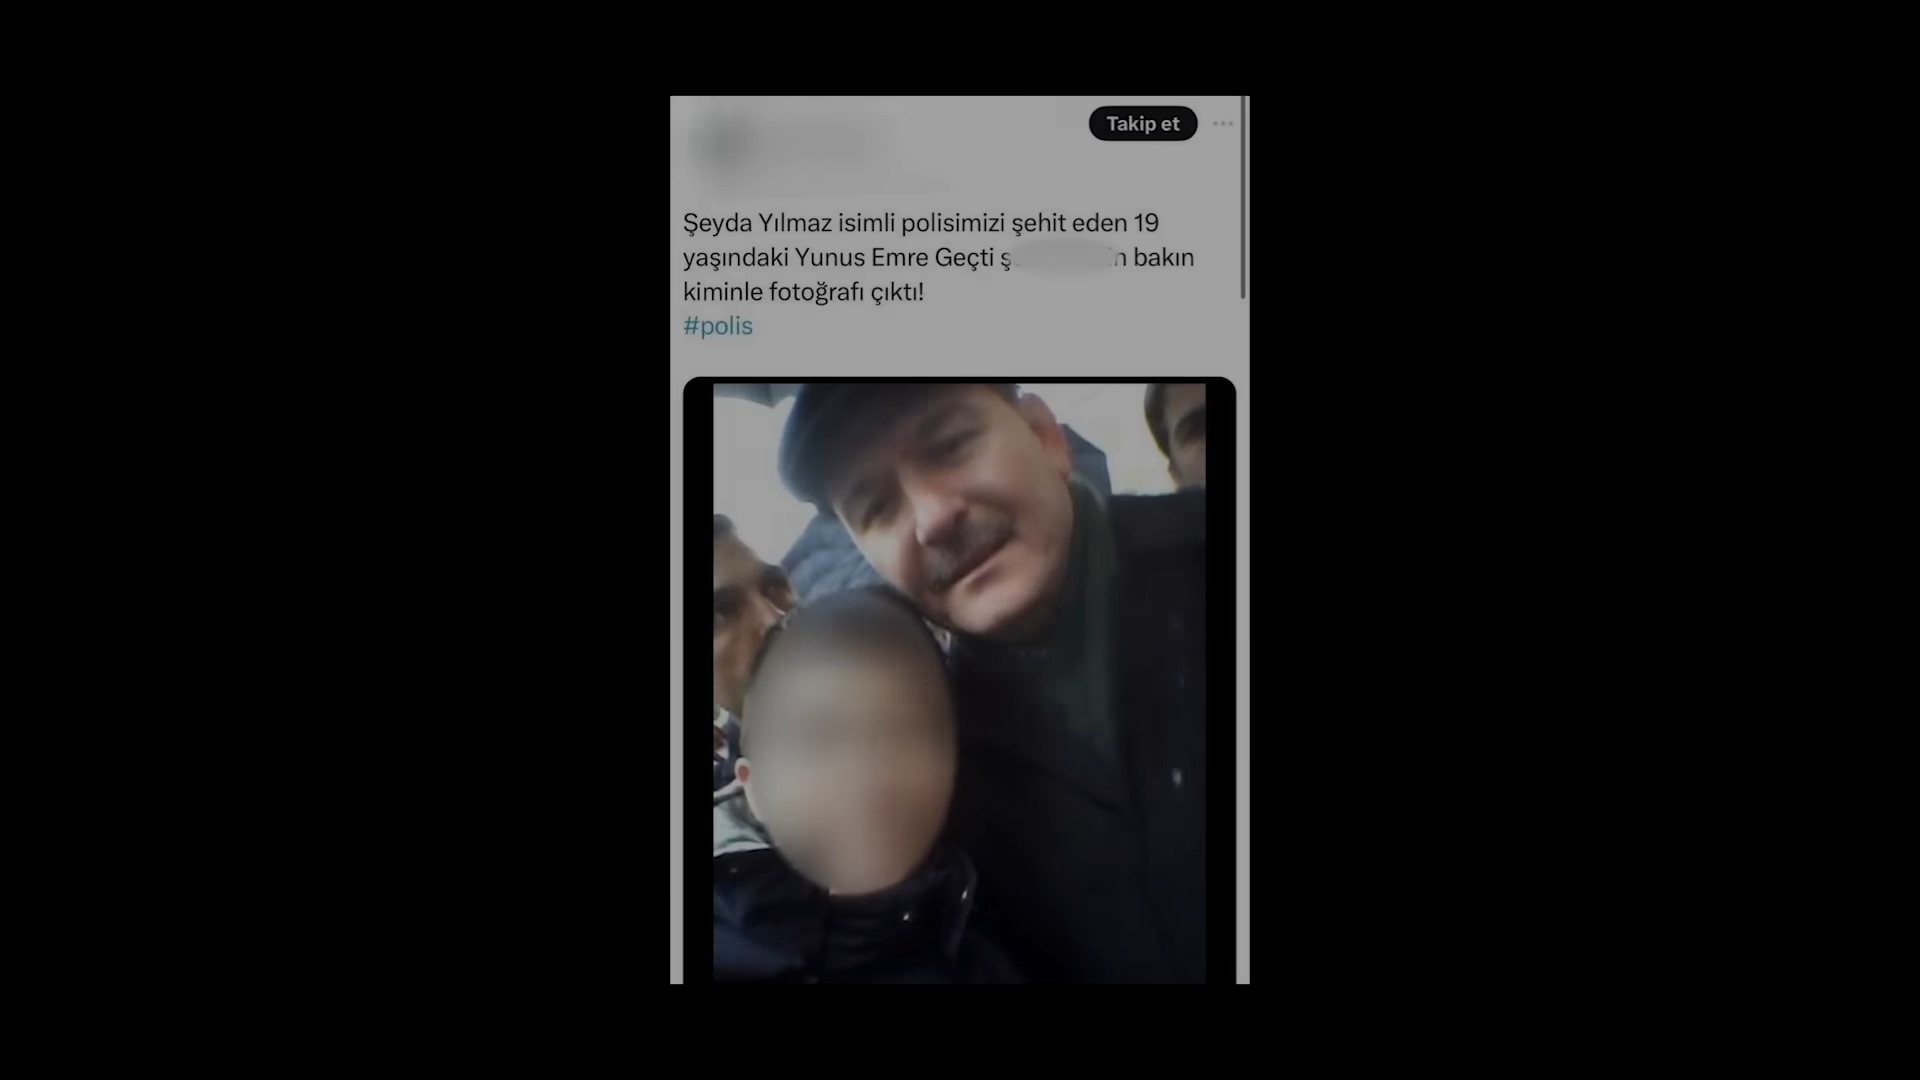 Takip et
Şeyda Yılmaz isimli polisimizi şehit eden 19
yaşındaki Yunus Emre Geçti bakın
kiminle fotoğrafı çıktı!
#polis